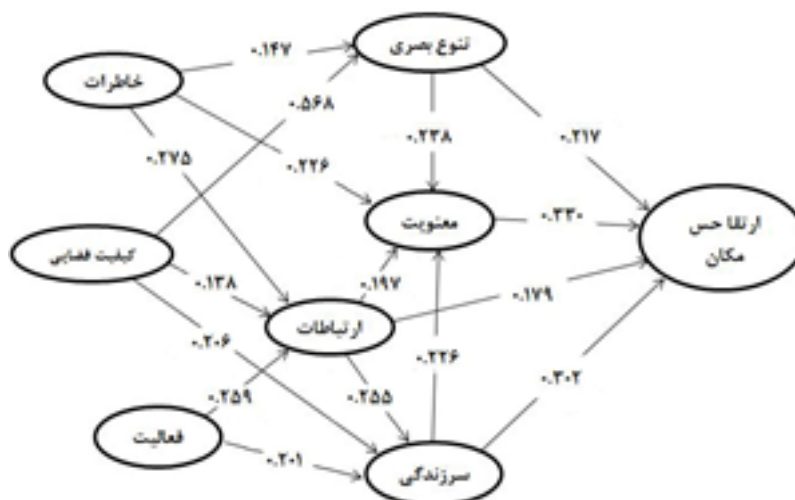 تنوع بصری
۰.۱۴۷
خاطرات
۰.۵۶۸
۰.۲۳۸
۰.۲۱۷
۰.۲۷۵
۰.۲۲۶
معنویت
۰.۳۳۰
ارتقا حس
مکان
کیفیت فضایی
۰.۱۳۸
۰.۱۹۷
۰.۱۷۹
ارتباطات
۰.۲۰۶
۰.۲۲۶
۰.۲۵۹
۰.۲۵۵
۰.۳۰۲
فعالیت
۰.۲۰۱
سرزندگی